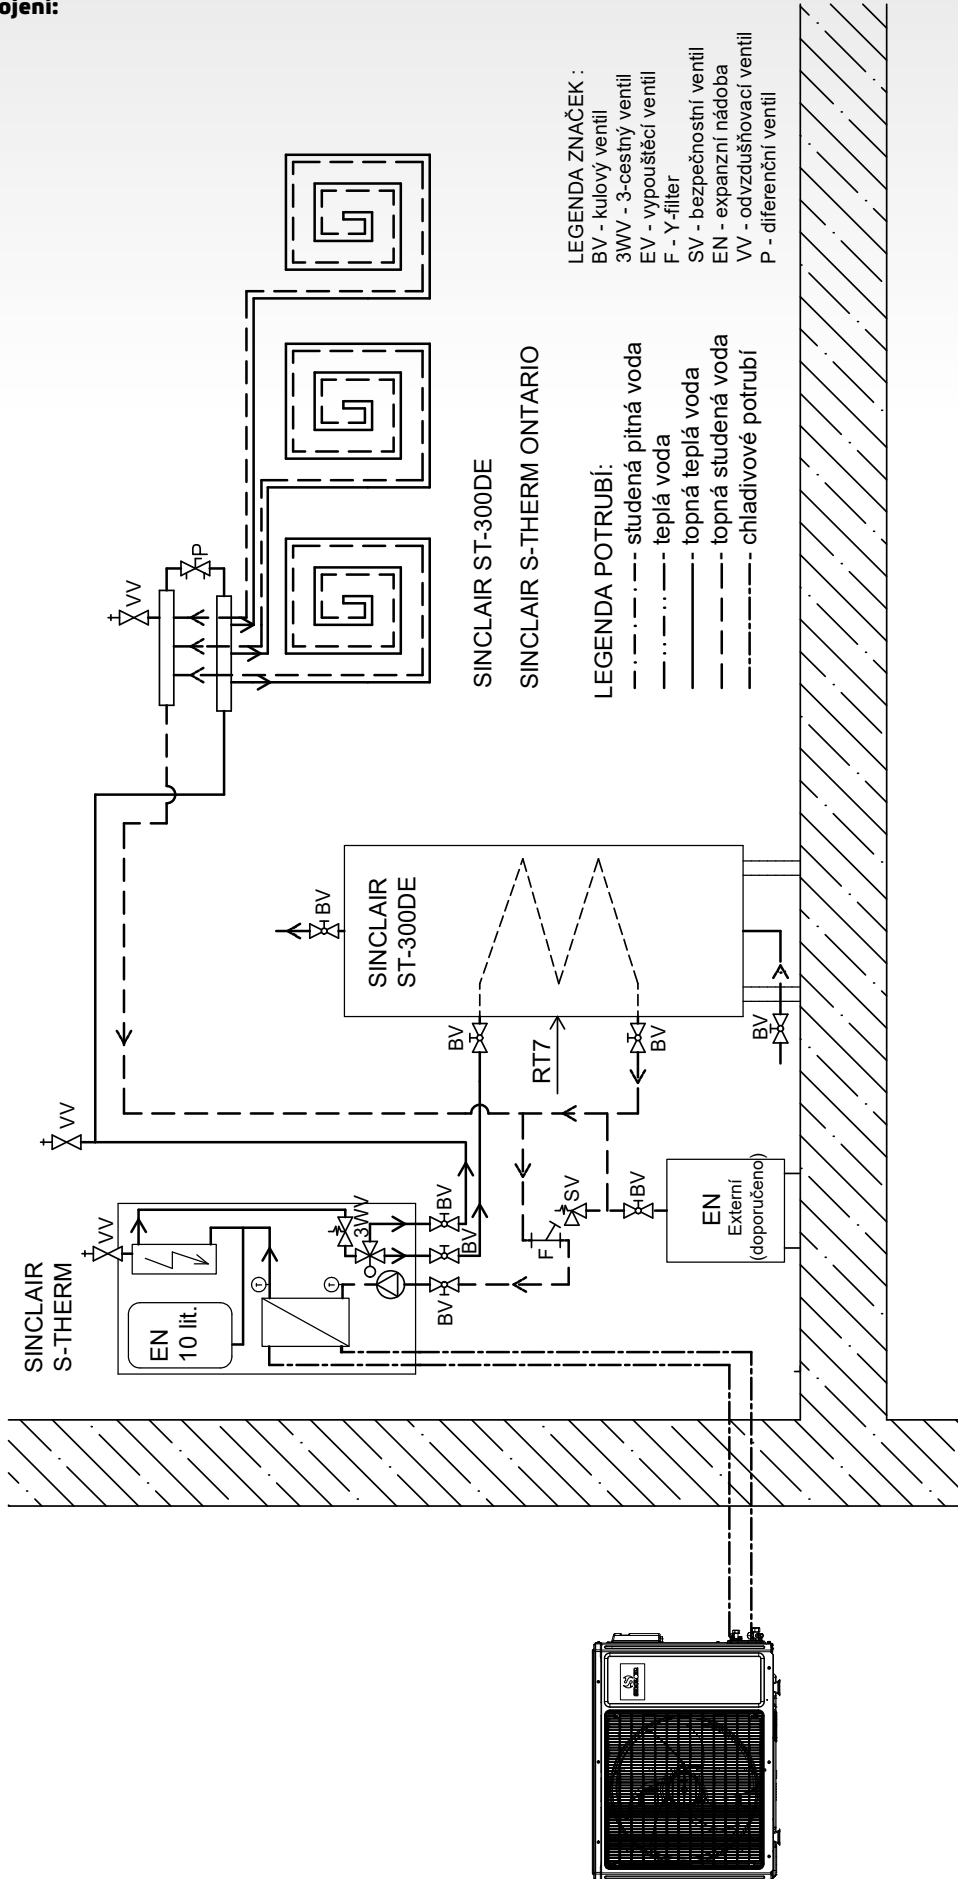 ojení:
SINCLAIR
S-THERM
VV
EN
10 lit.
T
T
3WV
BV
BV
BV
VV
F
SV
BV
EN
Externí
(doporučeno)
BV
RT7
BV
BV
BV
SINCLAIR
ST-300DE
VV
P
SINCLAIR ST-300DE
SINCLAIR S-THERM ONTARIO
LEGENDA POTRUBÍ:
studená pitná voda
teplá voda
topná teplá voda
topná studená voda
chladivové potrubí
LEGENDA ZNAČEK :
BV - kulový ventil
3WV - 3-cestný ventil
EV - vypouštěcí ventil
F - Y-filter
SV - bezpečnostní ventil
EN - expanzní nádoba
VV - odvzdušňovací ventil
P - diferenční ventil